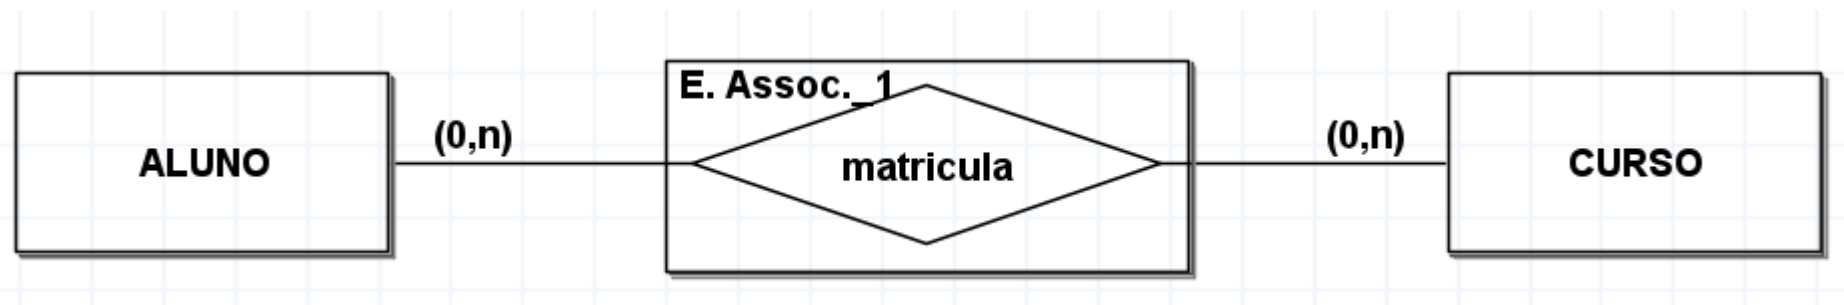 E. Assoc._1
ALUNO
(0,n)
matricula
(0,n)
CURSO